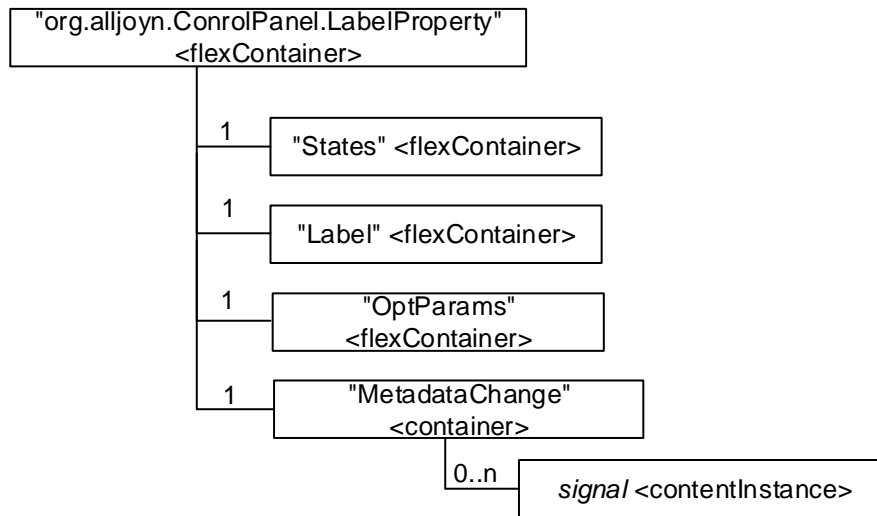 "org.alljoyn.ConrolPanel.LabelProperty"
<flexContainer>
1
"States" <flexContainer>
1
"Label" <flexContainer>
1
"OptParams"
<flexContainer>
1
"MetadataChange"
<container>
0..n
signal <contentInstance>